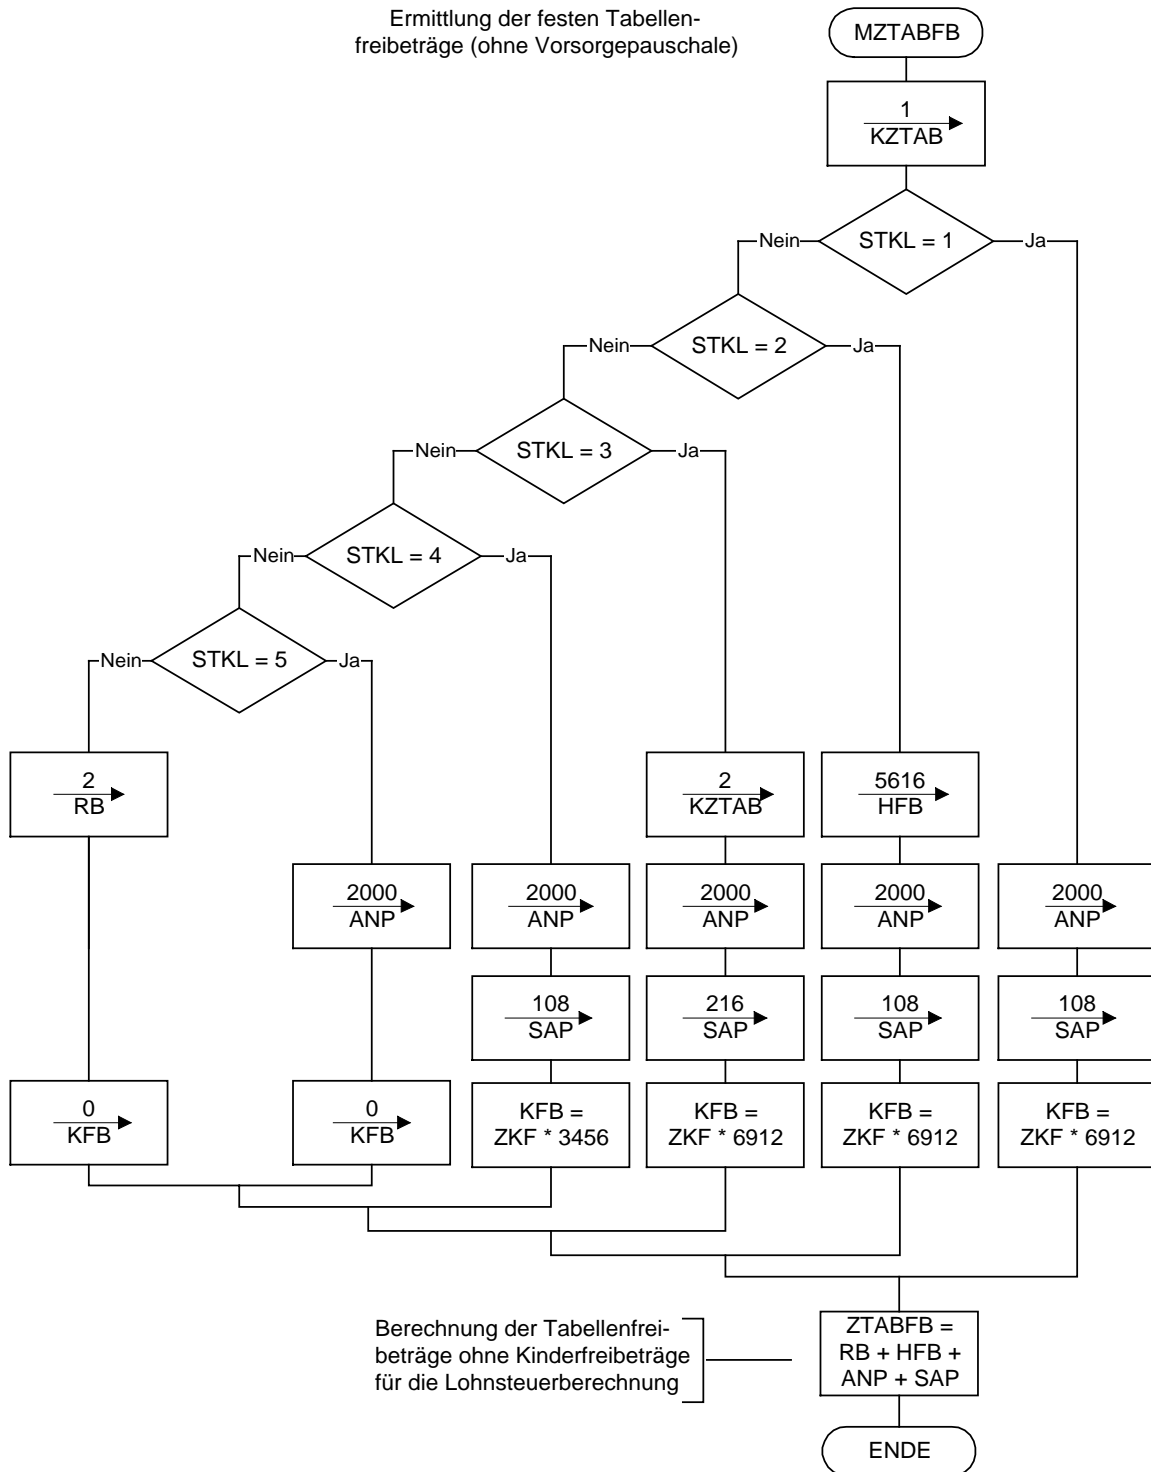 Ermittlung der festen Tabellen-
freibeträge (ohne Vorsorgepauschale)
MZTABFB
1
KZTAB
Nein
STKL = 1
Ja
Nein
STKL = 2
Ja
Nein
STKL = 3
Ja
Nein
STKL = 4
Ja
Nein
STKL = 5
Ja
2
RB
2
KZTAB
5616
HFB
2000
ANP
2000
ANP
2000
ANP
2000
ANP
2000
ANP
108
SAP
216
SAP
108
SAP
108
SAP
0
KFB
0
KFB
KFB =
ZKF * 3456
KFB =
ZKF * 6912
KFB =
ZKF * 6912
KFB =
ZKF * 6912
Berechnung der Tabellenfrei-
beträge ohne Kinderfreibeträge
für die Lohnsteuerberechnung
ZTABFB =
RB + HFB +
ANP + SAP
ENDE